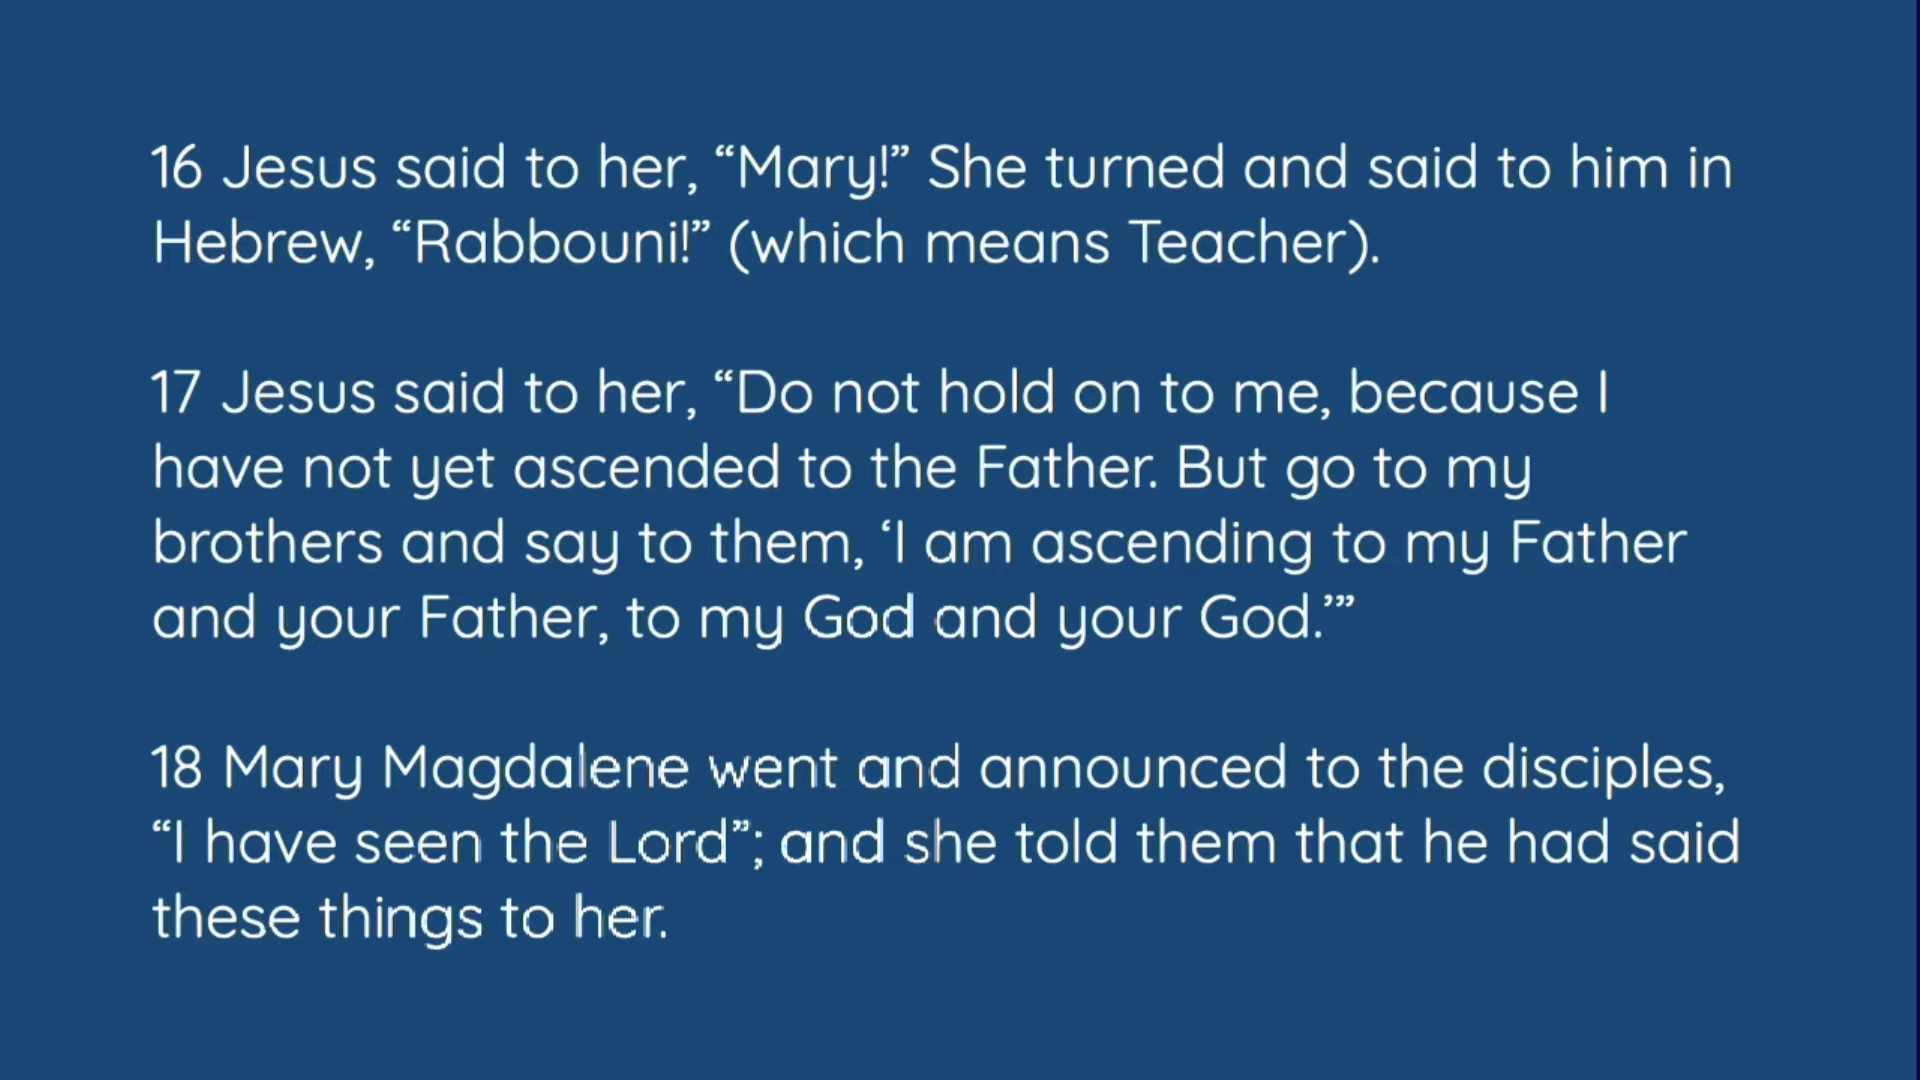 16 Jesus said to her, “Mary!” She turned and said to him in
Hebrew, “Rabbouni!” (which means Teacher).
17 Jesus said to her, “Do not hold on to me, because I
have not yet ascended to the Father. But go to my
brothers and say to them, ‘I am ascending to my Father
and your Father, to my God and your God.’”
18 Mary Magdalene went and announced to the disciples,
“I have seen the Lord”; and she told them that he had said
these things to her.